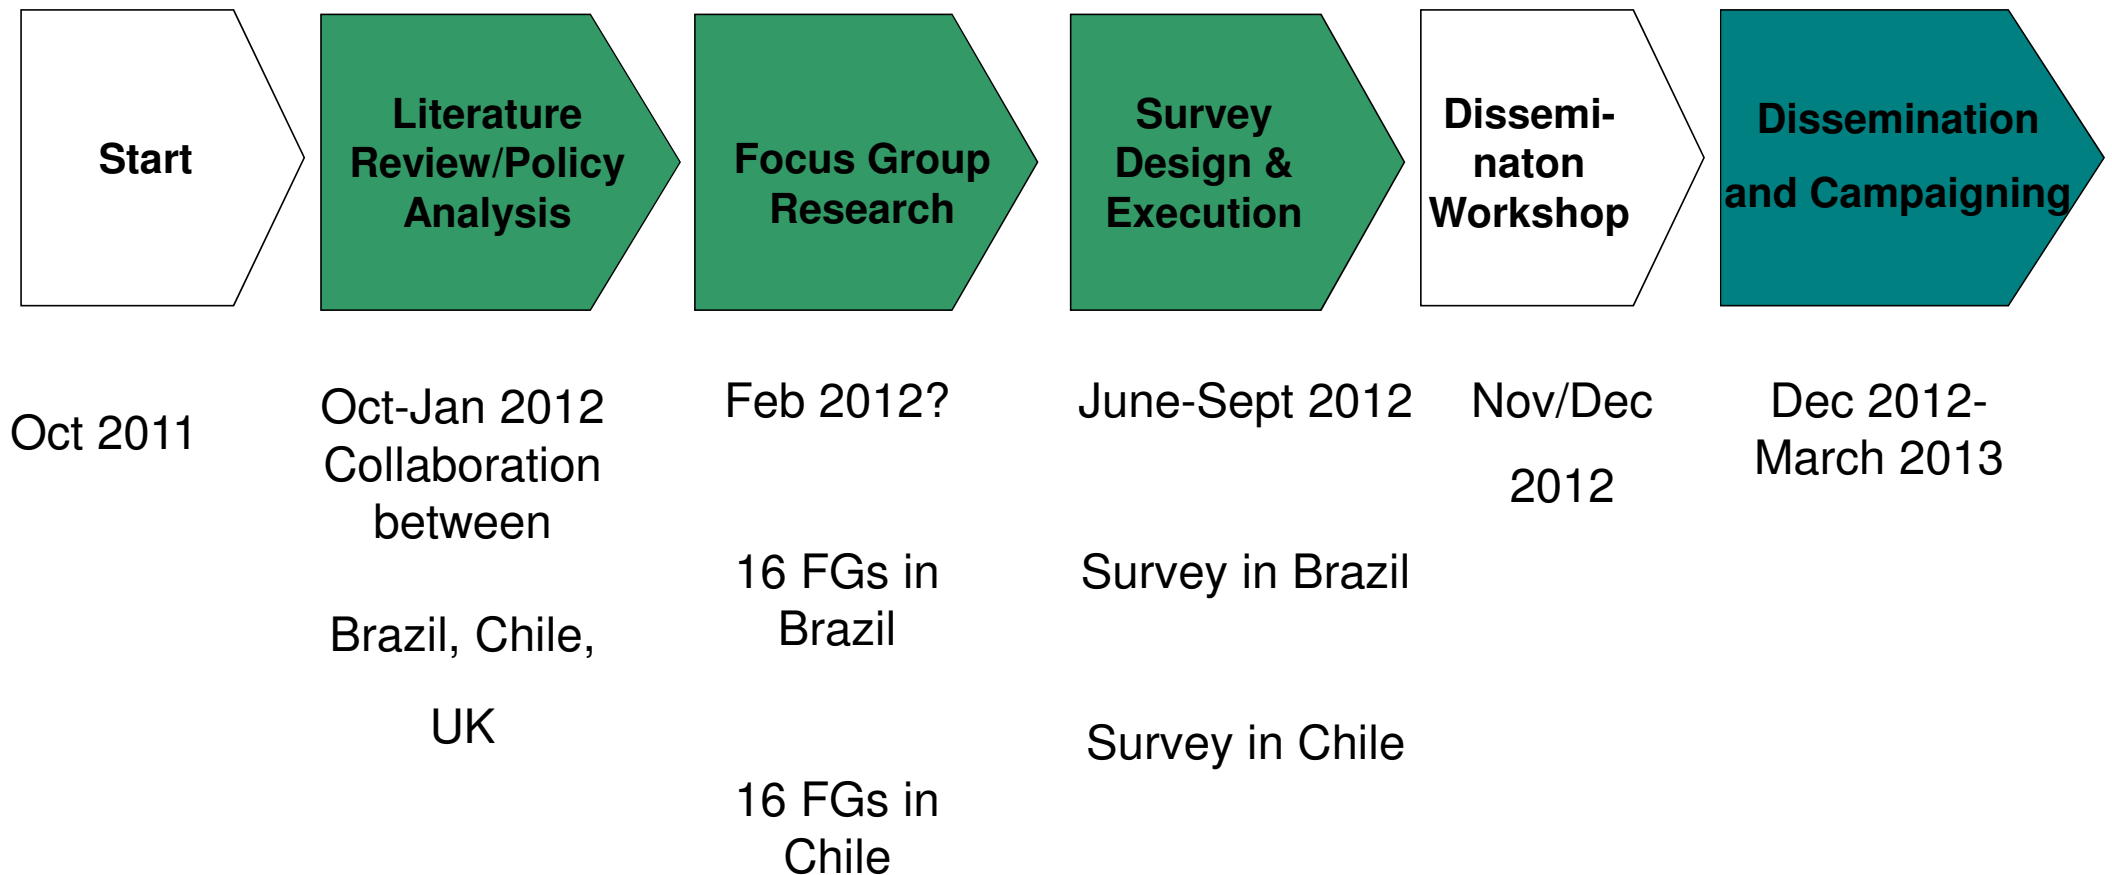 Start
Literature
Review/Policy
Analysis
Focus Group
Research
Survey
Design &
Execution
Dissemi-
naton
Workshop
Dissemination
and Campaigning
Oct 2011
Oct-Jan 2012
Collaboration
between
Brazil, Chile,
UK
Feb 2012?
16 FGs in
Brazil
16 FGs in
Chile
June-Sept 2012
Survey in Brazil
Survey in Chile
Nov/Dec
2012
Dec 2012-
March 2013